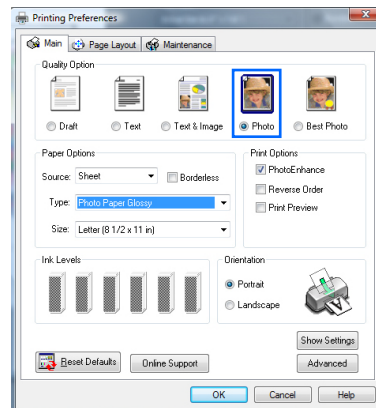 Printing Preferences
Main Page Layout Maintenance
Quality Option
Draft Text Text & Image Photo Best Photo
Paper Options Print Options
Source: Sheet Borderless PhotoEnhance
Reverse Order
Type: Photo Paper Glossy Print Preview
Size: Letter (8 1/2 x 11 in)
Ink Levels Orientation
Portrait
Landscape
Show Settings
Reset Defaults Online Support Advanced
OK Cancel Help